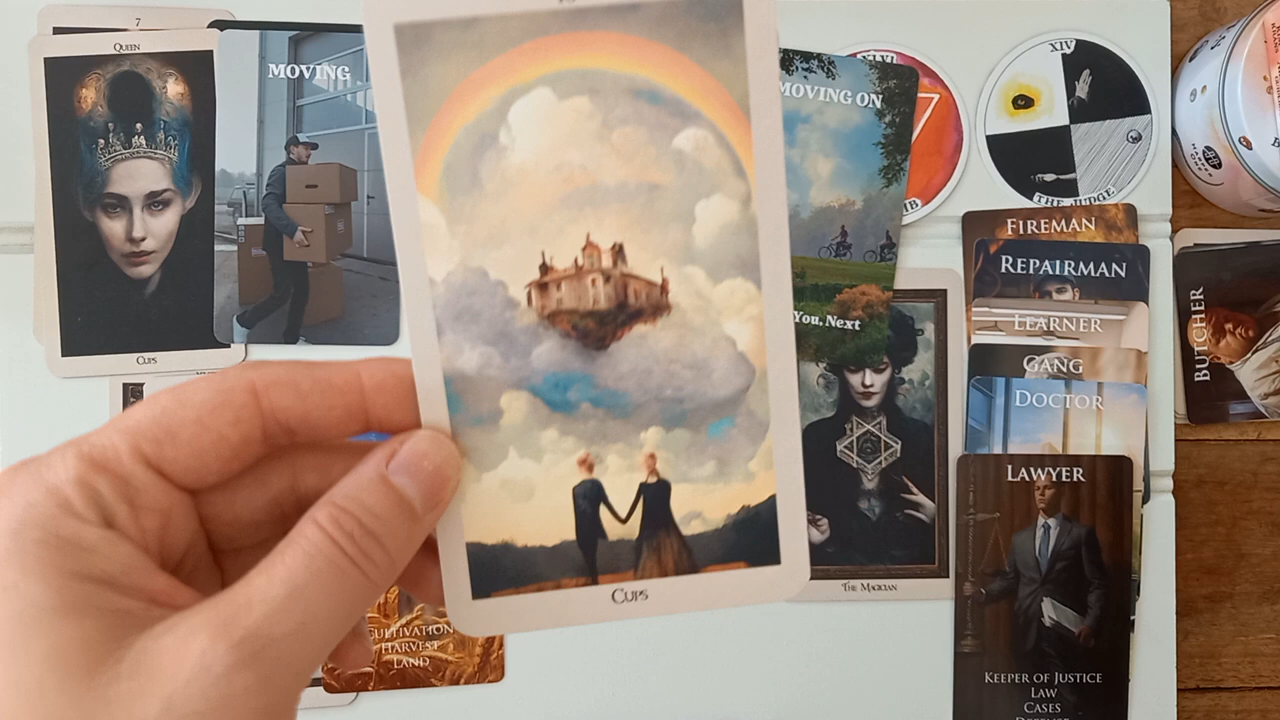 7
QUEEN
CUPS
MOVING
CUPS
MOVING ON
You, Next
THE MAGICIAN
XIV
THE JUDGE
FIREMAN
REPAIRMAN
LEARNER
GANG
DOCTOR
LAWYER
KEEPER OF JUSTICE
LAW
CASES
BUTCHER
CULTIVATION
HARVEST
LAND